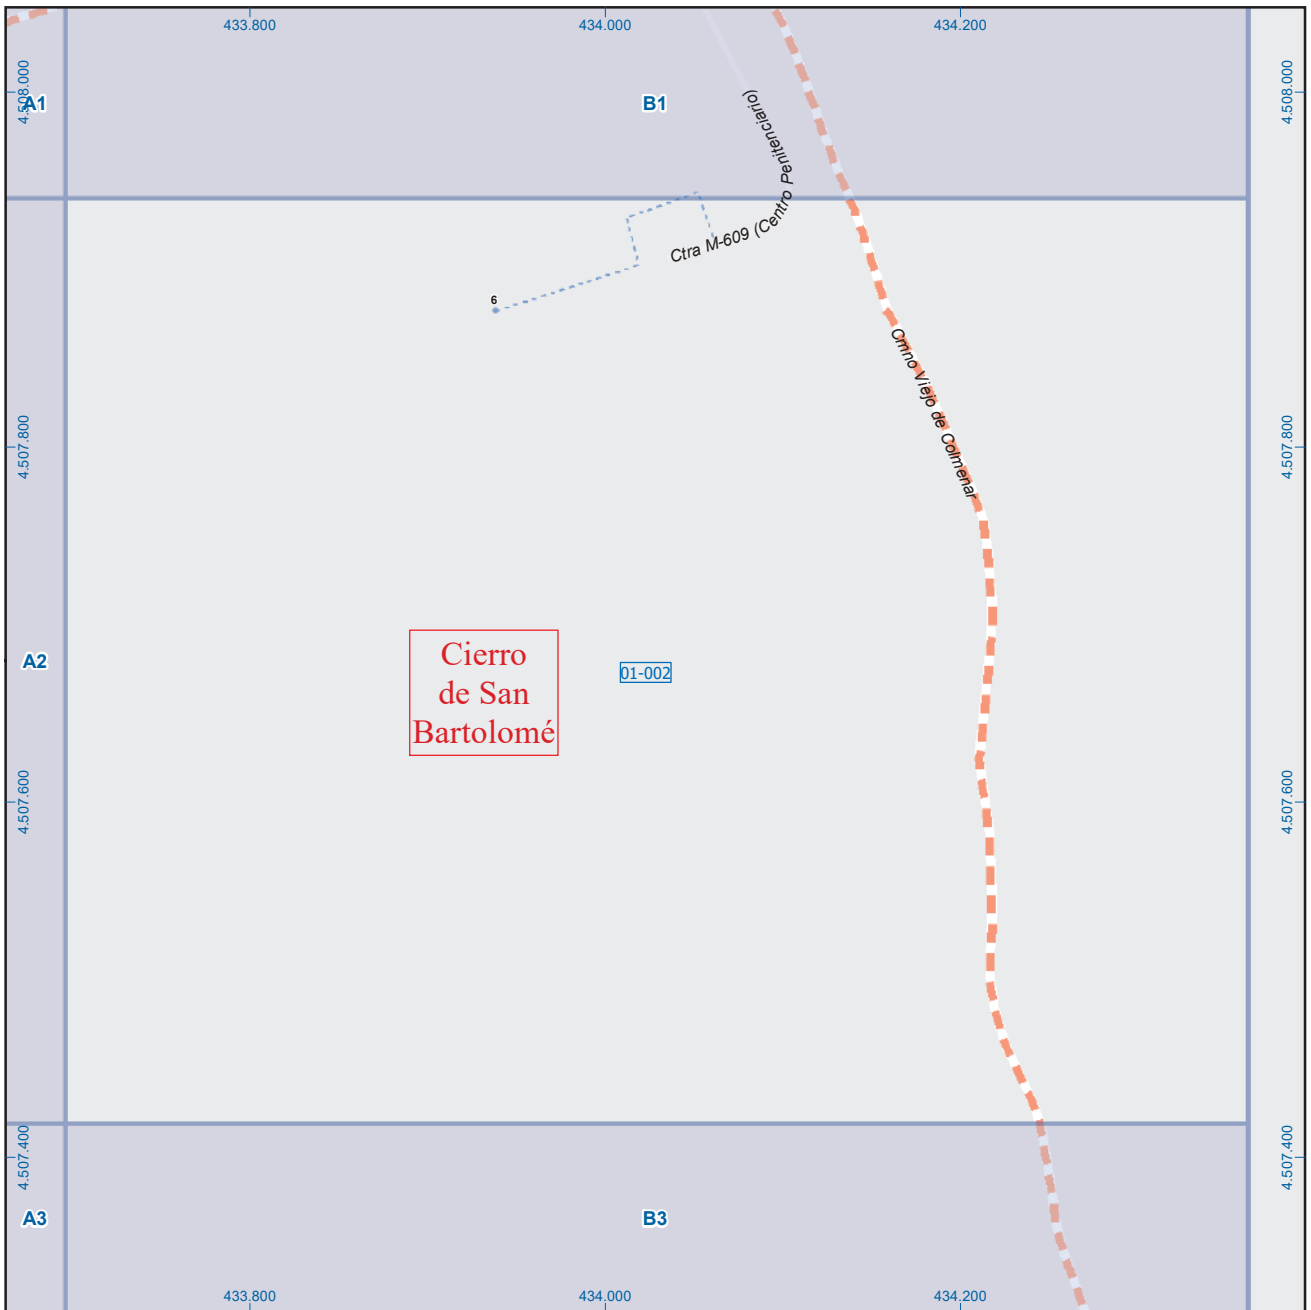 433.800
434.000
434.200
4.508.000
4.508.000
A1
B1
Ctra M-609 (Centro Penitenciario)
6
Cmno Viejo de Colmenar
4.507.800
4.507.800
A2
Cierro
de San
Bartolomé
01-002
4.507.600
4.507.600
4.507.400
4.507.400
A3
B3
433.800
434.000
434.200